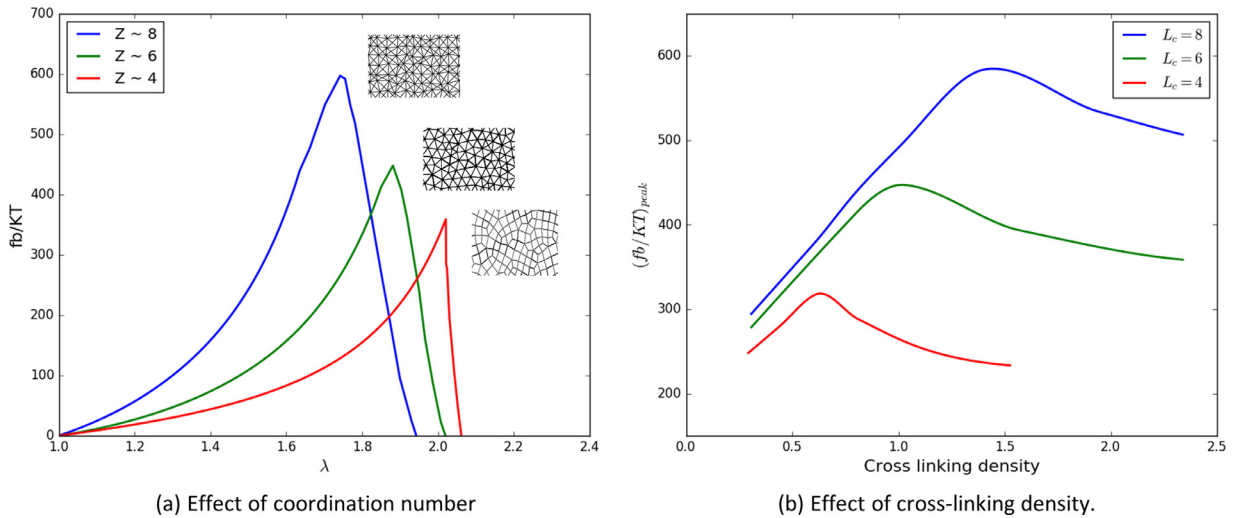 700
600
500
400
300
200
100
0
fb/KT
Z ~ 8
Z ~ 6
Z ~ 4
1.0 1.2 1.4 1.6 1.8 2.0 2.2 2.4
λ
(a) Effect of coordination number
600
500
400
300
200
(fb/KT)peak
Lc = 8
Lc = 6
Lc = 4
0.0 0.5 1.0 1.5 2.0 2.5
Cross linking density
(b) Effect of cross-linking density.